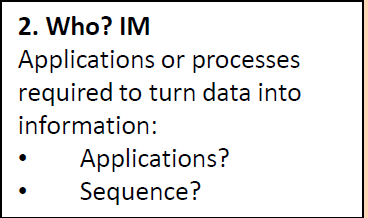 2. Who? IM
Applications or processes
required to turn data into
information:
• Applications?
• Sequence?